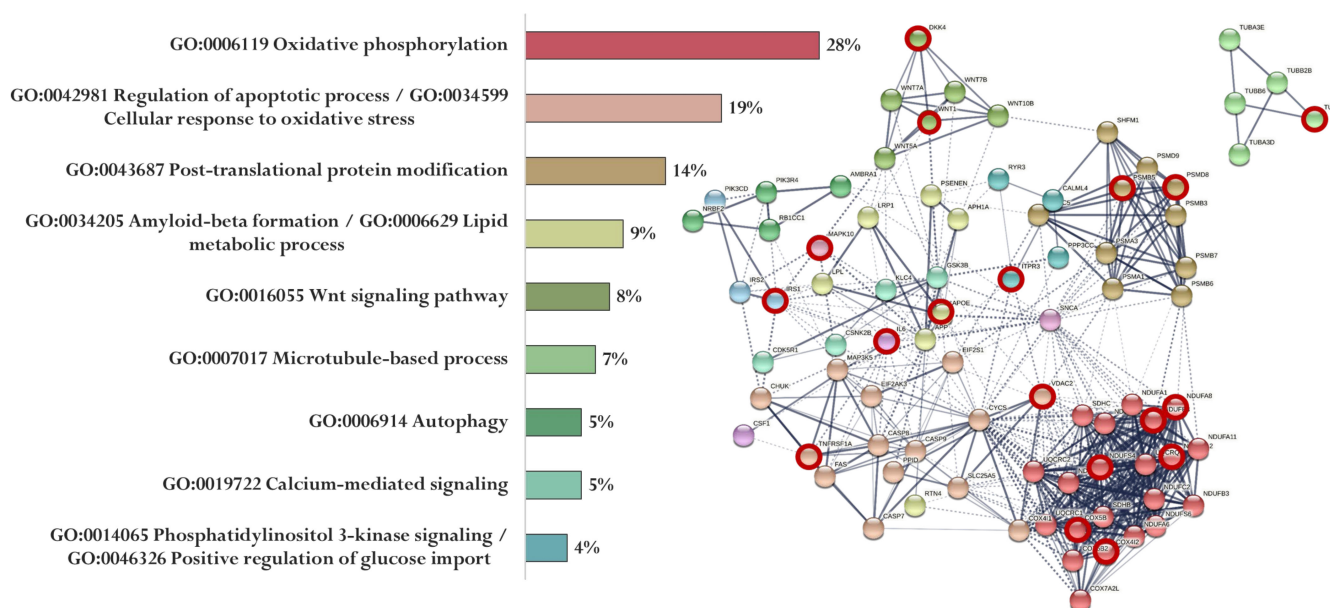 GO:0006119 Oxidative phosphorylation
28%
GO:0042981 Regulation of apoptotic process / GO:0034599
Cellular response to oxidative stress
19%
GO:0043687 Post-translational protein modification
14%
GO:0034205 Amyloid-beta formation / GO:0006629 Lipid
metabolic process
9%
GO:0016055 Wnt signaling pathway
8%
GO:0007017 Microtubule-based process
7%
GO:0006914 Autophagy
5%
GO:0019722 Calcium-mediated signaling
5%
GO:0014065 Phosphatidylinositol 3-kinase signaling /
GO:0046326 Positive regulation of glucose import
4%
DKK4
WNT7B
WNT7A
WNT1
WNT10B
WNT5A
TUBA3E
TUBB2B
TUBB6
TUBA3D
SHFM1
PSMD9
PSMB5
PSMD8
PSMB3
PSMA3
PSMB7
PSMA1
PSMB6
RYR3
CALML4
PPP3CC
ITPR3
PIK3CD
PIK3R4
AMBRA1
NRBF2
RB1CC1
PSENEN
APH1A
LRP1
MAPK10
LPL
KLC4
GSK3B
IRS2
IRS1
APOE
SNCA
CSNK2B
IL6
APP
CDK5R1
MAP3K5
EIF2S1
CHUK
EIF2AK3
VDAC2
CYCS
CSF1
CASP8
CASP9
TNFRSF1A
FAS
PPID
SLC25A5
RTN4
CASP7
COX4I1
SDHC
NDUFA1
NDUFA8
NDUFA11
UQCRC2
NDUFS4
NDUFC2
NDUFB3
SDHB
NDUFS6
UQCRC1
COX5B
NDUFA6
COX4I2
COX7A2L